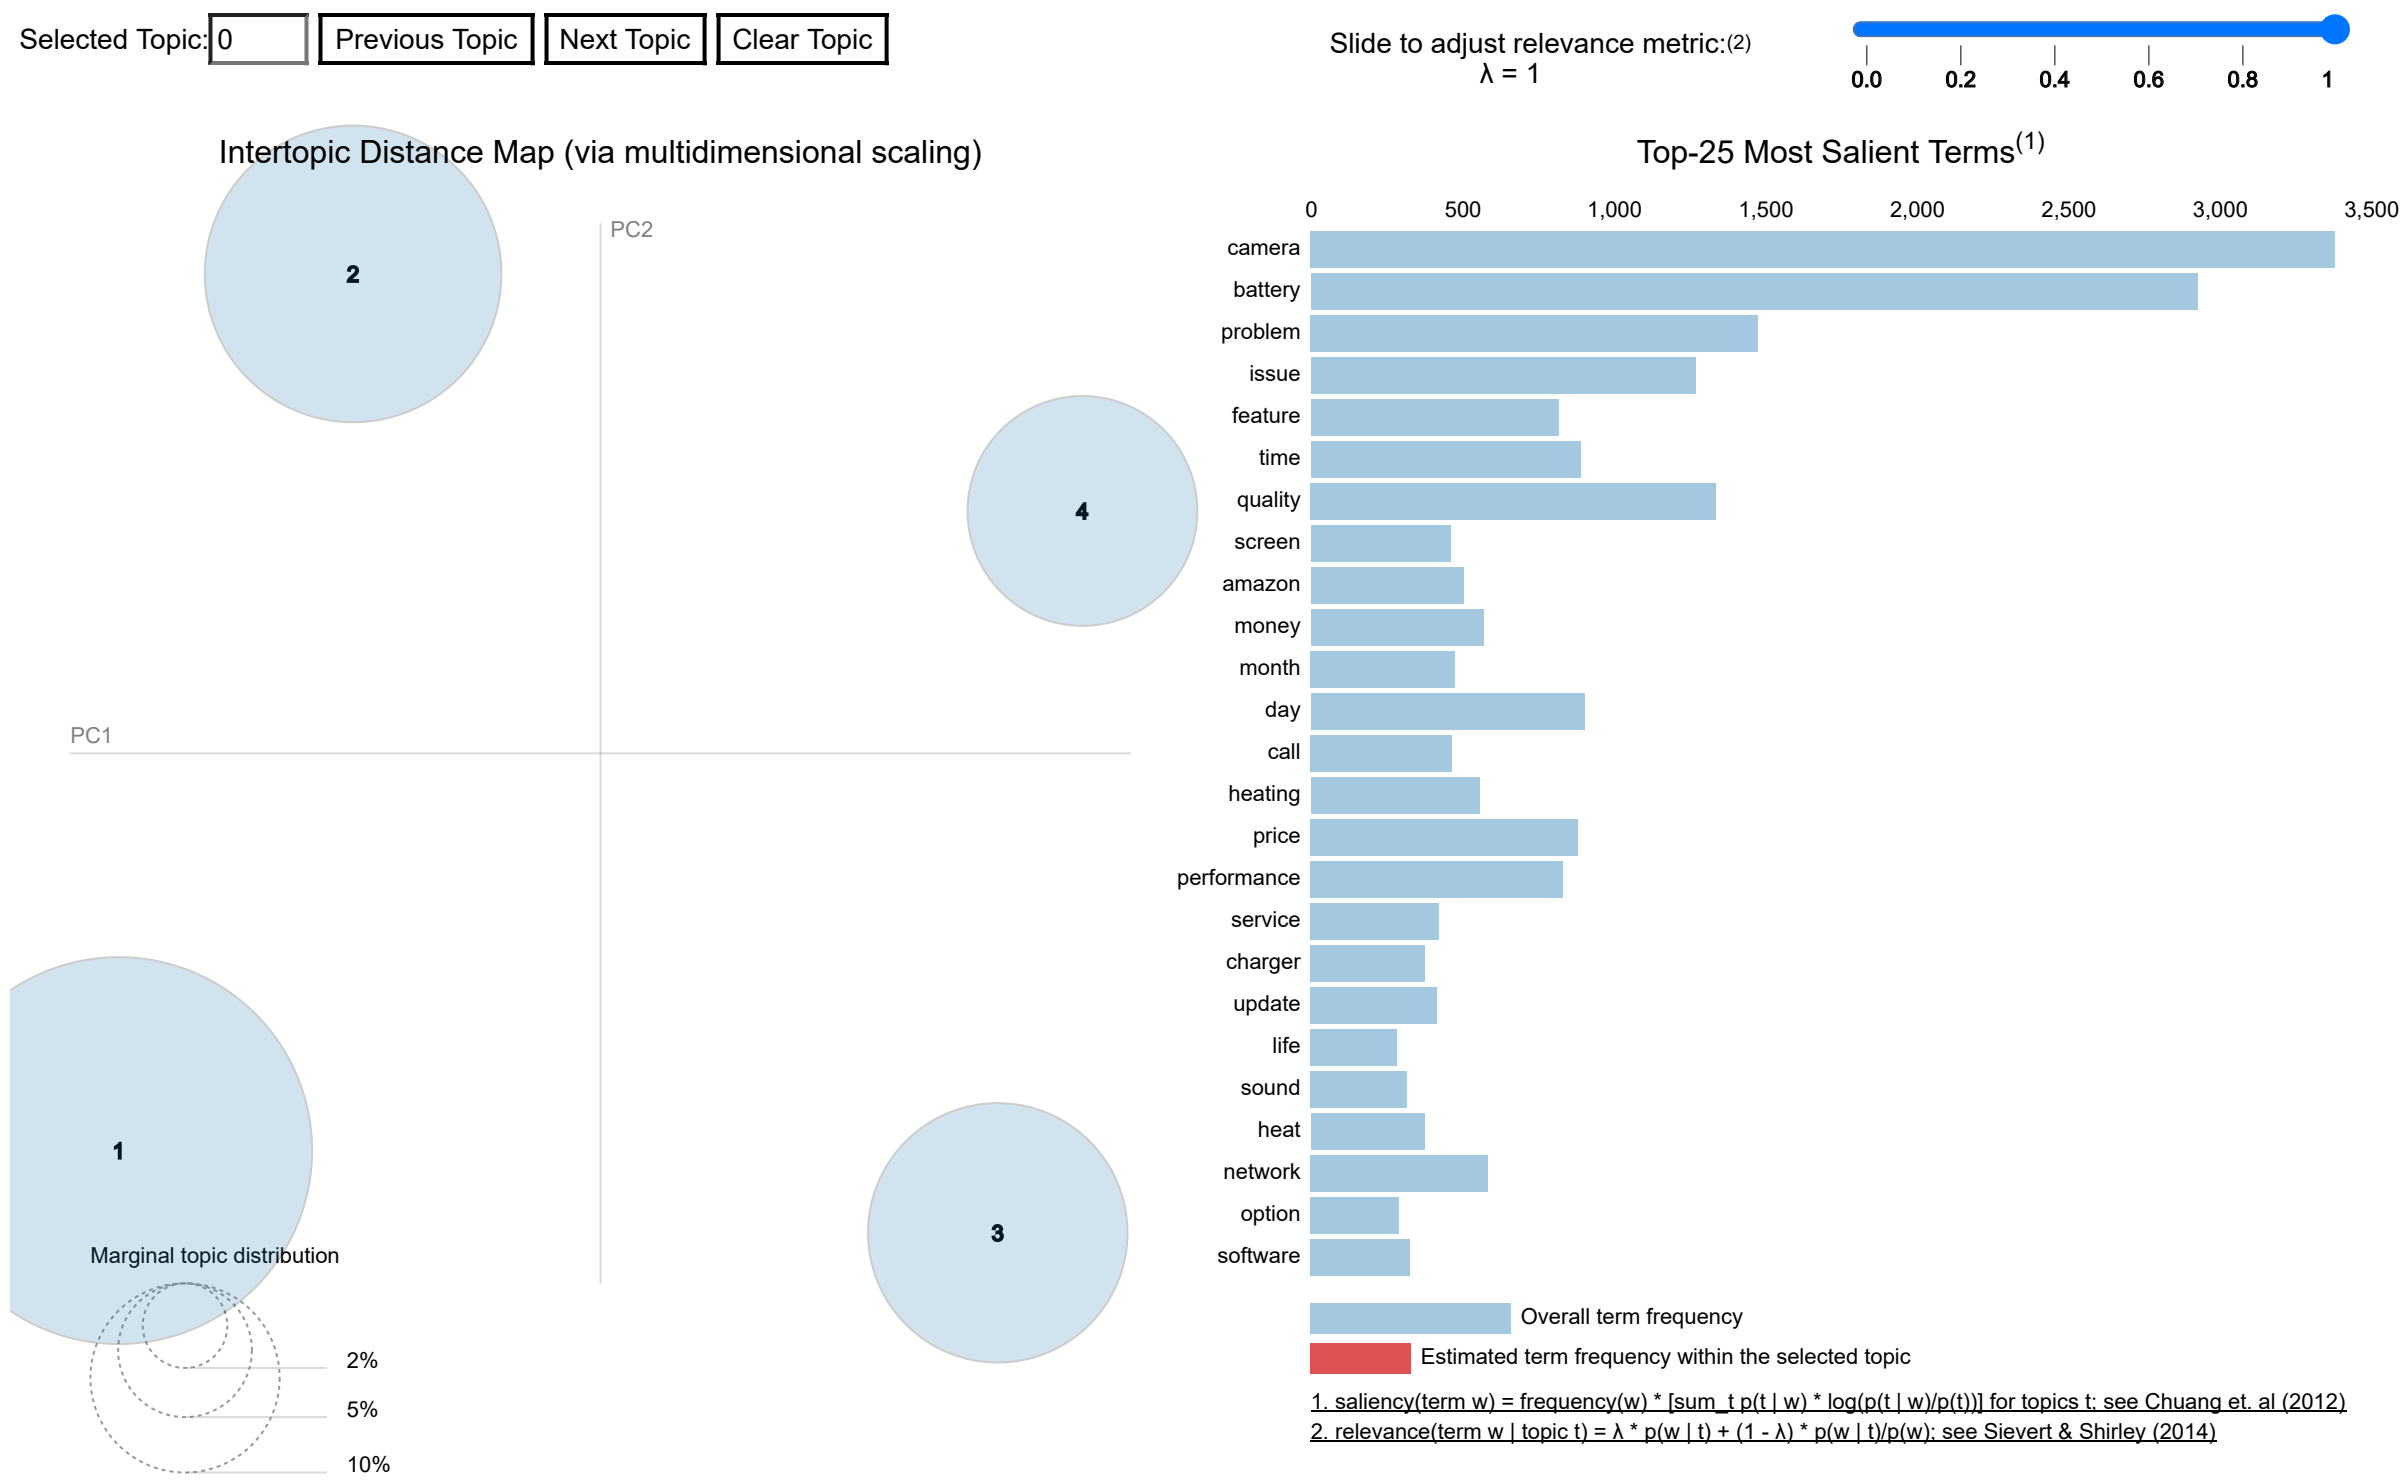 Selected Topic: 0 Previous Topic Next Topic Clear Topic
Slide to adjust relevance metric:(2)
λ = 1
0.0 0.2 0.4 0.6 0.8 1
Intertopic Distance Map (via multidimensional scaling)
PC2
PC1
2
4
1
3
Marginal topic distribution
2%
5%
10%
Top-25 Most Salient Terms(1)
0 500 1,000 1,500 2,000 2,500 3,000 3,500
camera
battery
problem
issue
feature
time
quality
screen
amazon
money
month
day
call
heating
price
performance
service
charger
update
life
sound
heat
network
option
software
Overall term frequency
Estimated term frequency within the selected topic
1. saliency(term w) = frequency(w) * [sum_t p(t | w) * log(p(t | w)/p(t))] for topics t; see Chuang et. al (2012)
2. relevance(term w | topic t) = λ * p(w | t) + (1 - λ) * p(w | t)/p(w); see Sievert & Shirley (2014)